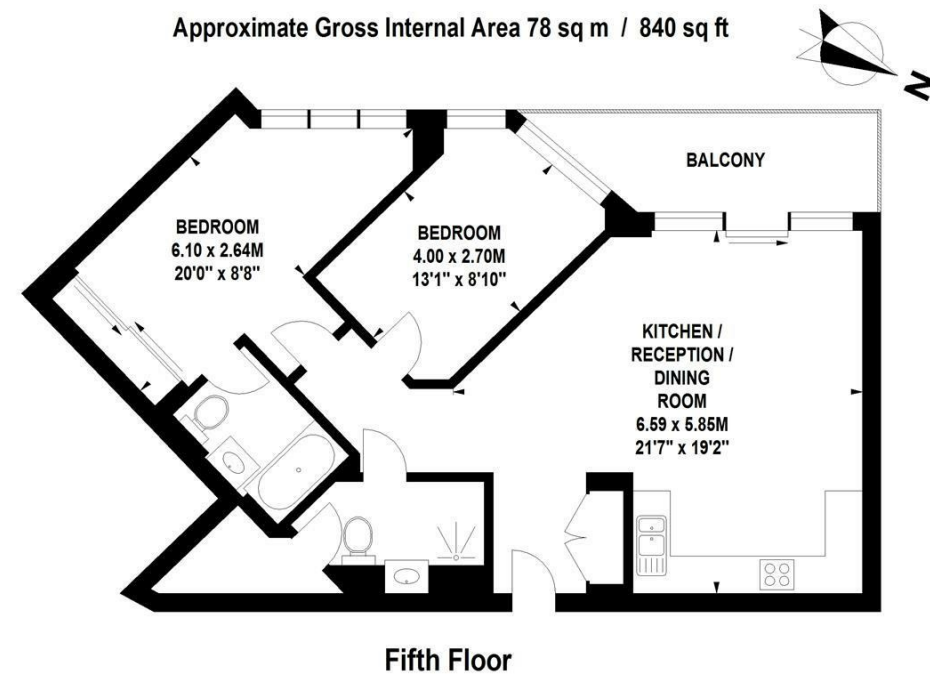 Approximate Gross Internal Area 78 sq m / 840 sq ft
N
BALCONY
BEDROOM
6.10 x 2.64M
20'0" x 8'8"
BEDROOM
4.00 x 2.70M
13'1" x 8'10"
KITCHEN /
RECEPTION /
DINING
ROOM
6.59 x 5.85M
21'7" x 19'2"
Fifth Floor